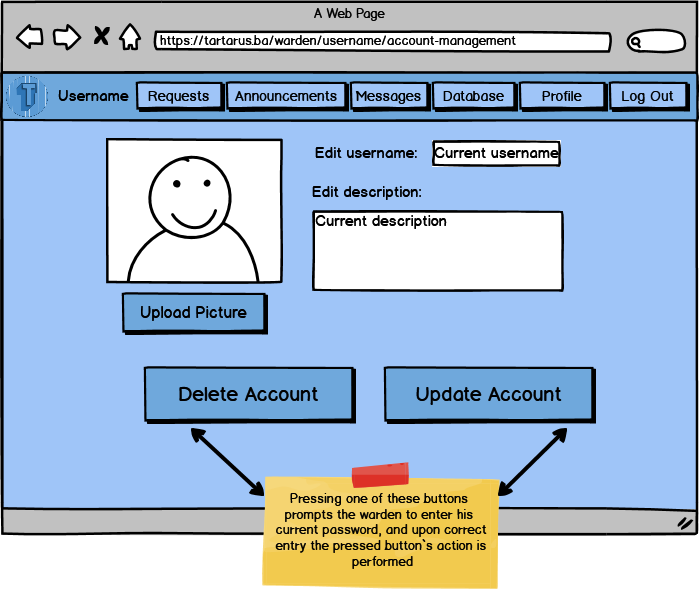 A Web Page
https://tartarus.ba/warden/username/account-management
T Username Requests Announcements Messages Database Profile Log Out
Edit username: Current username
Edit description:
Current description
Upload Picture
Delete Account Update Account
Pressing one of these buttons
prompts the warden to enter his
current password, and upon correct
entry the pressed button`s action is
performed